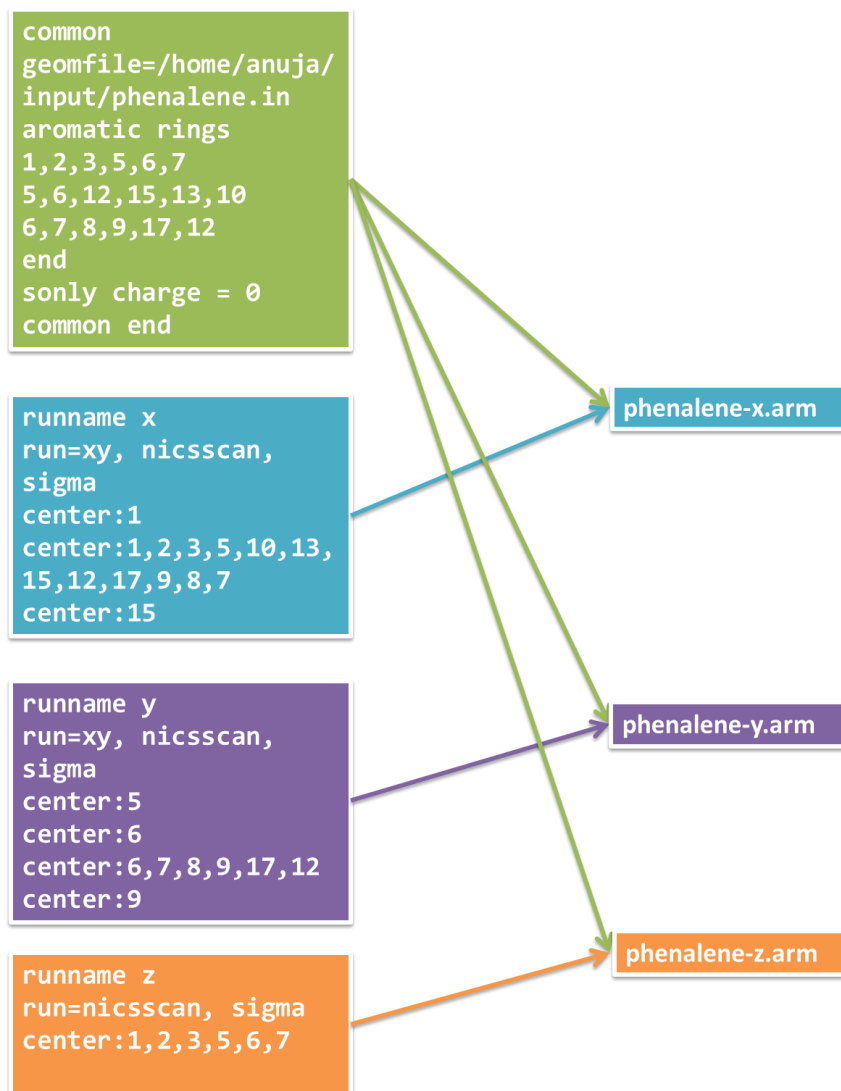 common
geomfile=/home/anuja/
input/phenalene.in
aromatic rings
1,2,3,5,6,7
5,6,12,15,13,10
6,7,8,9,17,12
end
sonly charge = 0
common end
runname x
run=xy, nicsscan,
sigma
center:1
center:1,2,3,5,10,13,
15,12,17,9,8,7
center:15
phenalene-x.arm
runname y
run=xy, nicsscan,
sigma
center:5
center:6
center:6,7,8,9,17,12
center:9
phenalene-y.arm
runname z
run=nicsscan, sigma
center:1,2,3,5,6,7
phenalene-z.arm